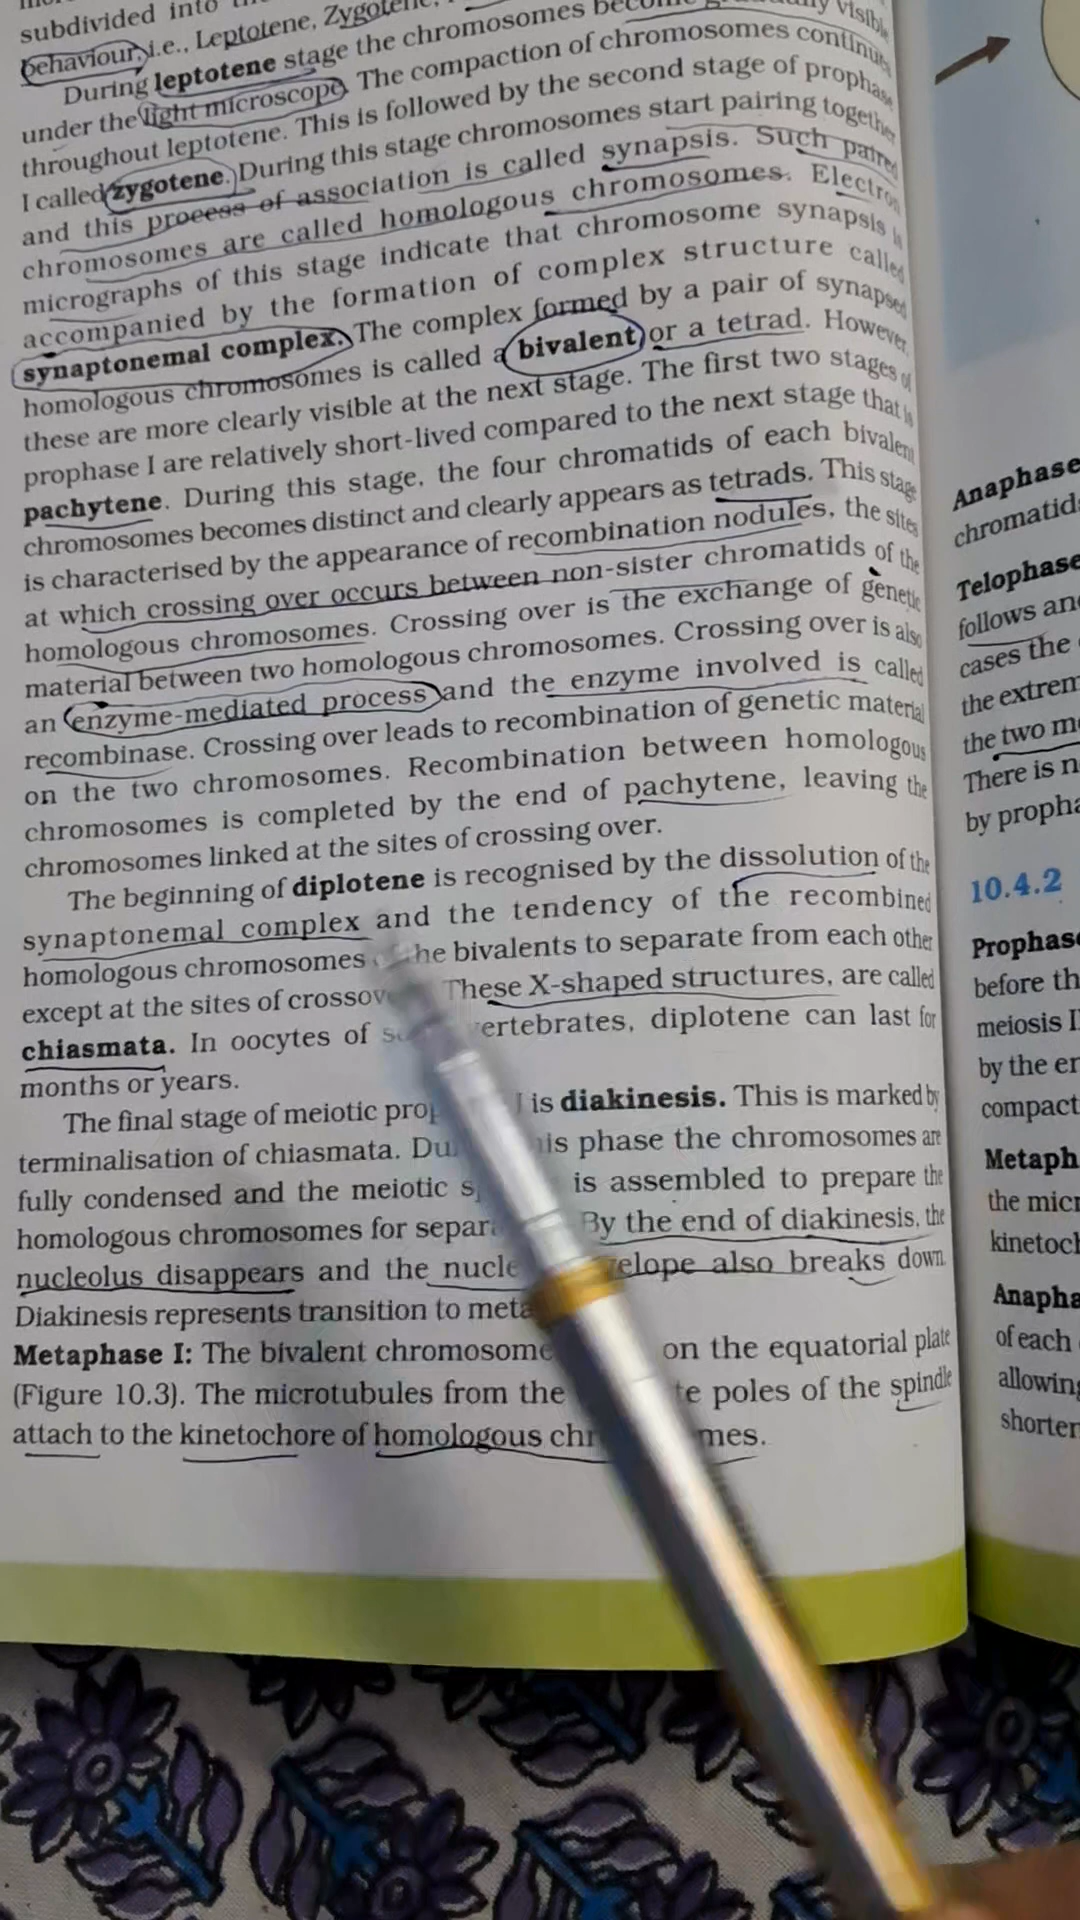 subdivided into
behaviour, i.e., Leptotene, Zygotene,
During leptotene stage the chromosomes become gradually visible
under the light microscope. The compaction of chromosomes continues
throughout leptotene. This is followed by the second stage of prophase
I called zygotene. During this stage chromosomes start pairing together
and this process of association is called synapsis. Such paired
chromosomes are called homologous chromosomes. Electron
micrographs of this stage indicate that chromosome synapsis is
accompanied by the formation of complex structure called
synaptonemal complex. The complex formed by a pair of synapsed
homologous chromosomes is called a bivalent or a tetrad. However,
these are more clearly visible at the next stage. The first two stages of
prophase I are relatively short-lived compared to the next stage that is
pachytene. During this stage, the four chromatids of each bivalent
chromosomes becomes distinct and clearly appears as tetrads. This stage
is characterised by the appearance of recombination nodules, the sites
at which crossing over occurs between non-sister chromatids of the
homologous chromosomes. Crossing over is the exchange of genetic
material between two homologous chromosomes. Crossing over is also
an enzyme-mediated process and the enzyme involved is called
recombinase. Crossing over leads to recombination of genetic material
on the two chromosomes. Recombination between homologous
chromosomes is completed by the end of pachytene, leaving the
chromosomes linked at the sites of crossing over.
The beginning of diplotene is recognised by the dissolution of the
synaptonemal complex and the tendency of the recombined
homologous chromosomes he bivalents to separate from each other
except at the sites of crossov These X-shaped structures, are called
chiasmata. In oocytes of vertebrates, diplotene can last for
months or years.
The final stage of meiotic prop I is diakinesis. This is marked by
terminalisation of chiasmata. Du is phase the chromosomes are
fully condensed and the meiotic s is assembled to prepare the
homologous chromosomes for separa By the end of diakinesis, the
nucleolus disappears and the nucle elope also breaks down.
Diakinesis represents transition to meta
Metaphase I: The bivalent chromosome on the equatorial plate
(Figure 10.3). The microtubules from the te poles of the spindle
attach to the kinetochore of homologous chr mes.
Anaphase
chromatid
Telophase
follows and
cases the
the extrem
the two m
There is n
by propha
10.4.2
Prophase
before th
meiosis I
by the en
compact
Metaph
the micr
kinetoch
Anapha
of each
allowing
shorten